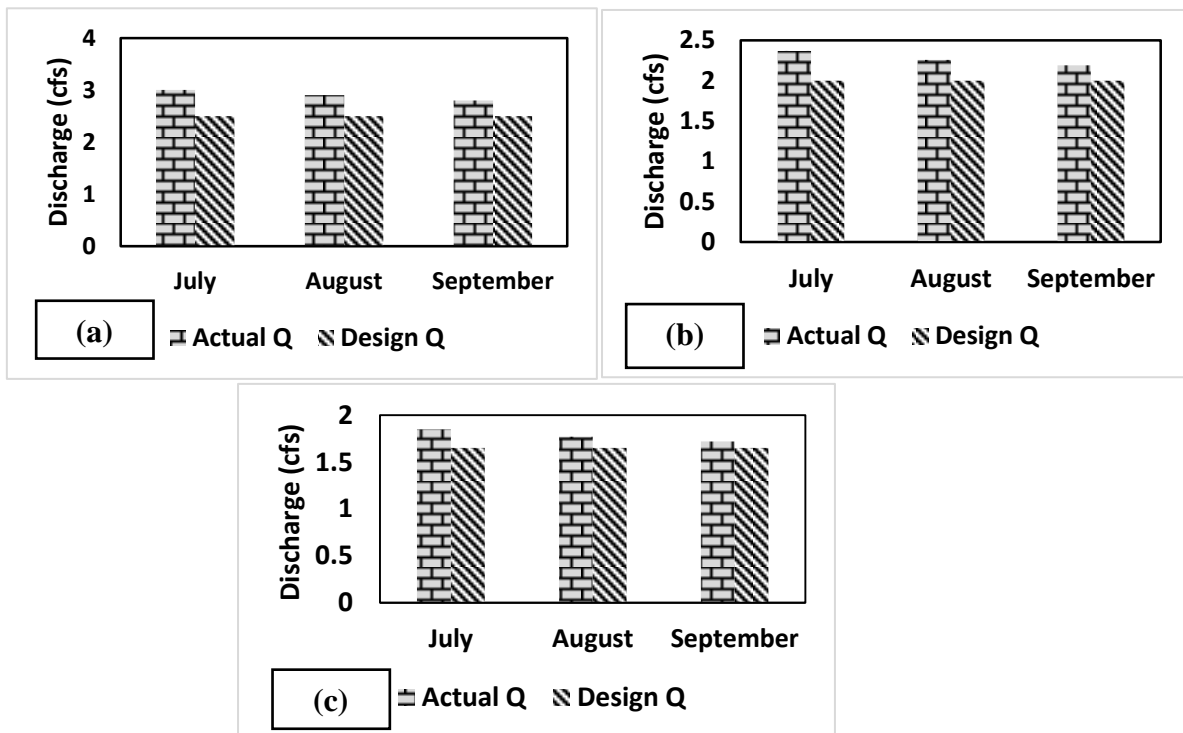 Discharge (cfs)
4
3
2
1
0
July August September
(a)
Actual Q Design Q
Discharge (cfs)
2.5
2
1.5
1
0.5
0
July August September
(b)
Actual Q Design Q
Discharge (cfs)
2
1.5
1
0.5
0
July August September
(c)
Actual Q Design Q